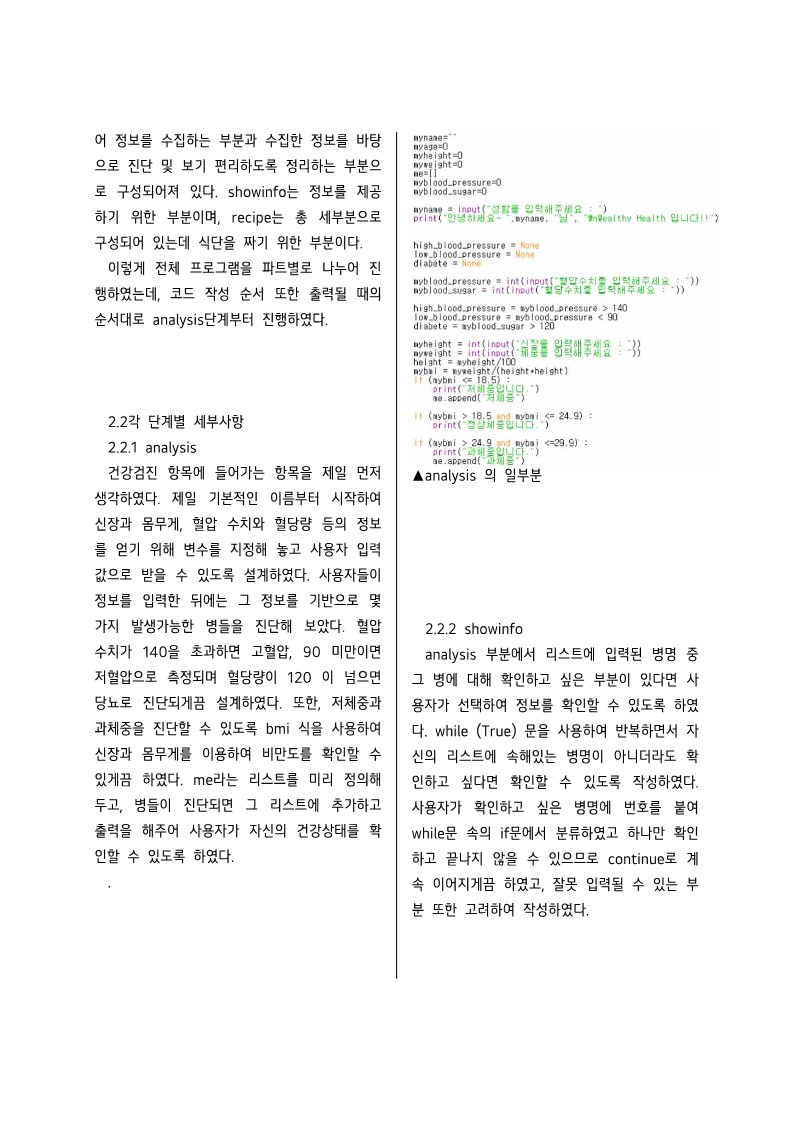 어 정보를 수집하는 부분과 수집한 정보를 바탕
으로 진단 및 보기 편리하도록 정리하는 부분으
로 구성되어져 있다. showinfo는 정보를 제공
하기 위한 부분이며, recipe는 총 세부분으로
구성되어 있는데 식단을 짜기 위한 부분이다.
이렇게 전체 프로그램을 파트별로 나누어 진
행하였는데, 코드 작성 순서 또한 출력될 때의
순서대로 analysis단계부터 진행하였다.
2.2각 단계별 세부사항
2.2.1 analysis
건강검진 항목에 들어가는 항목을 제일 먼저
생각하였다. 제일 기본적인 이름부터 시작하여
신장과 몸무게, 혈압 수치와 혈당량 등의 정보
를 얻기 위해 변수를 지정해 놓고 사용자 입력
값으로 받을 수 있도록 설계하였다. 사용자들이
정보를 입력한 뒤에는 그 정보를 기반으로 몇
가지 발생가능한 병들을 진단해 보았다. 혈압
수치가 140을 초과하면 고혈압, 90 미만이면
저혈압으로 측정되며 혈당량이 120 이 넘으면
당뇨로 진단되게끔 설계하였다. 또한, 저체중과
과체중을 진단할 수 있도록 bmi 식을 사용하여
신장과 몸무게를 이용하여 비만도를 확인할 수
있게끔 하였다. me라는 리스트를 미리 정의해
두고, 병들이 진단되면 그 리스트에 추가하고
출력을 해주어 사용자가 자신의 건강상태를 확
인할 수 있도록 하였다.
.
myname=""
myage=0
myheight=0
myweight=0
me=[]
myblood_pressure=0
myblood_sugar=0
myname = input("성함을 입력해주세요 : ")
print("안녕하세요~ ",myname, "님", "₩nWealthy Health 입니다!!")
high_blood_pressure = None
low_blood_pressure = None
diabete = None
myblood_pressure = int(input("혈압수치를 입력해주세요 : "))
myblood_sugar = int(input("혈당수치를 입력해주세요 : "))
high_blood_pressure = myblood_pressure > 140
low_blood_pressure = myblood_pressure < 90
diabete = myblood_sugar > 120
myheight = int(input("신장을 입력해주세요 : "))
myweight = int(input("체중을 입력해주세요 : "))
height = myheight/100
mybmi = myweight/(height*height)
if (mybmi <= 18.5) :
    print("저체중입니다.")
    me.append("저체중")
if (mybmi > 18.5 and mybmi <= 24.9) :
    print("정상체중입니다.")
if (mybmi > 24.9 and mybmi <=29.9) :
    print("과체중입니다.")
    me.append("과체중")
▲analysis 의 일부분
2.2.2 showinfo
analysis 부분에서 리스트에 입력된 병명 중
그 병에 대해 확인하고 싶은 부분이 있다면 사
용자가 선택하여 정보를 확인할 수 있도록 하였
다. while (True) 문을 사용하여 반복하면서 자
신의 리스트에 속해있는 병명이 아니더라도 확
인하고 싶다면 확인할 수 있도록 작성하였다.
사용자가 확인하고 싶은 병명에 번호를 붙여
while문 속의 if문에서 분류하였고 하나만 확인
하고 끝나지 않을 수 있으므로 continue로 계
속 이어지게끔 하였고, 잘못 입력될 수 있는 부
분 또한 고려하여 작성하였다.